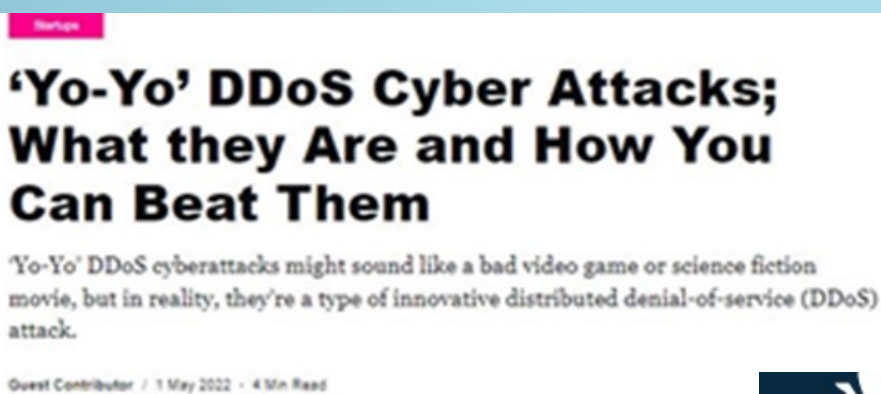 Startups
‘Yo-Yo’ DDoS Cyber Attacks;
What they Are and How You
Can Beat Them
‘Yo-Yo’ DDoS cyberattacks might sound like a bad video game or science fiction
movie, but in reality, they're a type of innovative distributed denial-of-service (DDoS)
attack.
Guest Contributor / 1 May 2022 - 4 Min Read